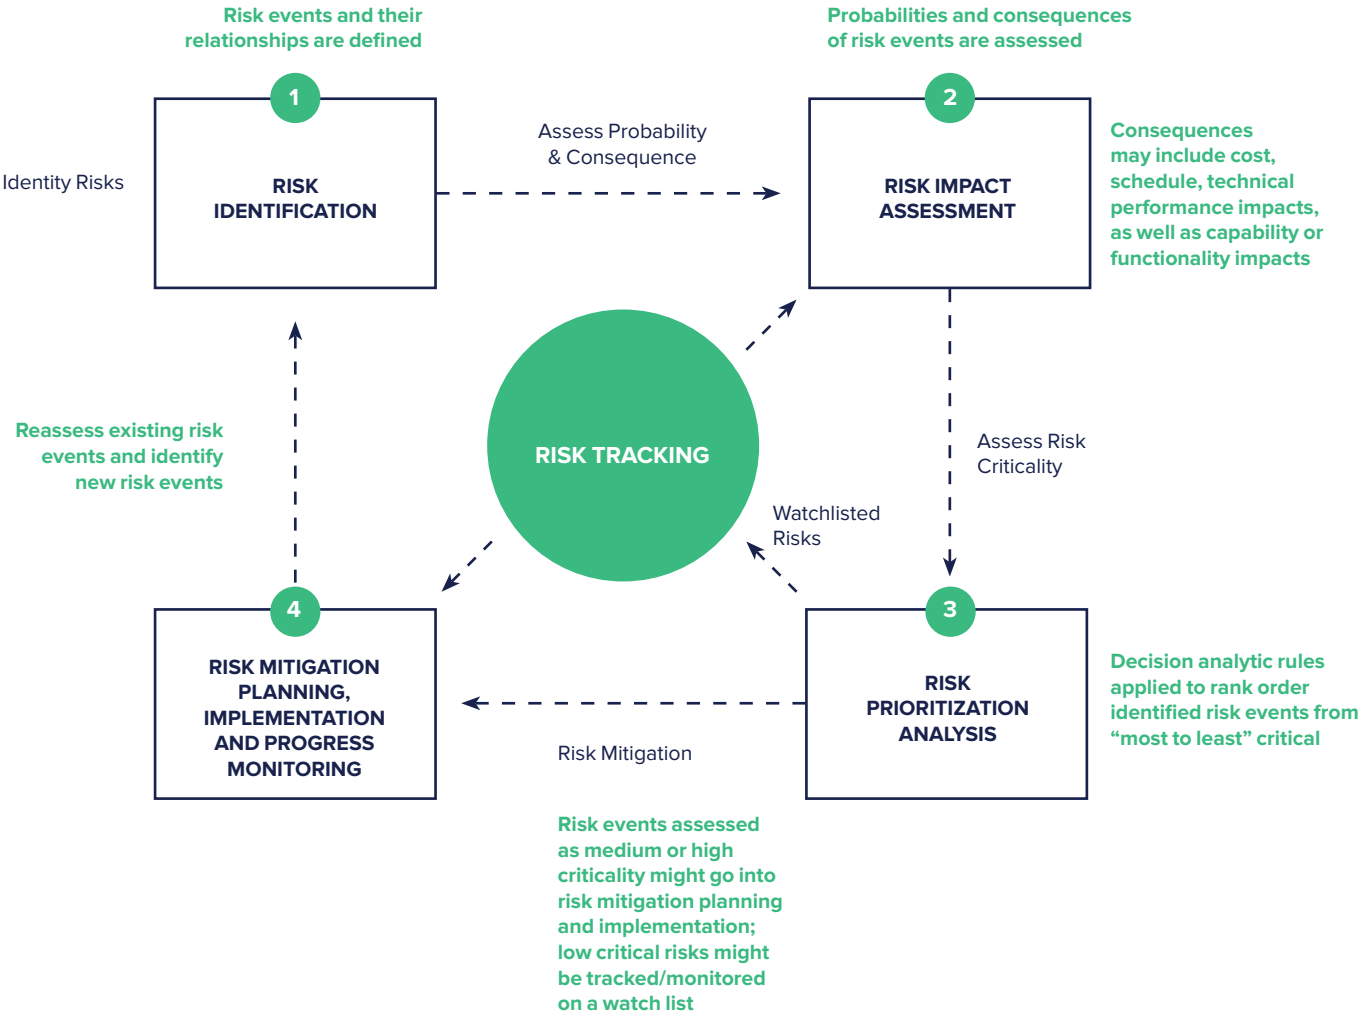 Risk events and their
relationships are defined
Probabilities and consequences
of risk events are assessed
1
2
Identity Risks
RISK
IDENTIFICATION
Assess Probability
& Consequence
RISK IMPACT
ASSESSMENT
Consequences
may include cost,
schedule, technical
performance impacts,
as well as capability or
functionality impacts
Reassess existing risk
events and identify
new risk events
RISK TRACKING
Assess Risk
Criticality
Watchlisted
Risks
4
3
RISK MITIGATION
PLANNING,
IMPLEMENTATION
AND PROGRESS
MONITORING
Risk Mitigation
RISK
PRIORITIZATION
ANALYSIS
Decision analytic rules
applied to rank order
identified risk events from
“most to least” critical
Risk events assessed
as medium or high
criticality might go into
risk mitigation planning
and implementation;
low critical risks might
be tracked/monitored
on a watch list